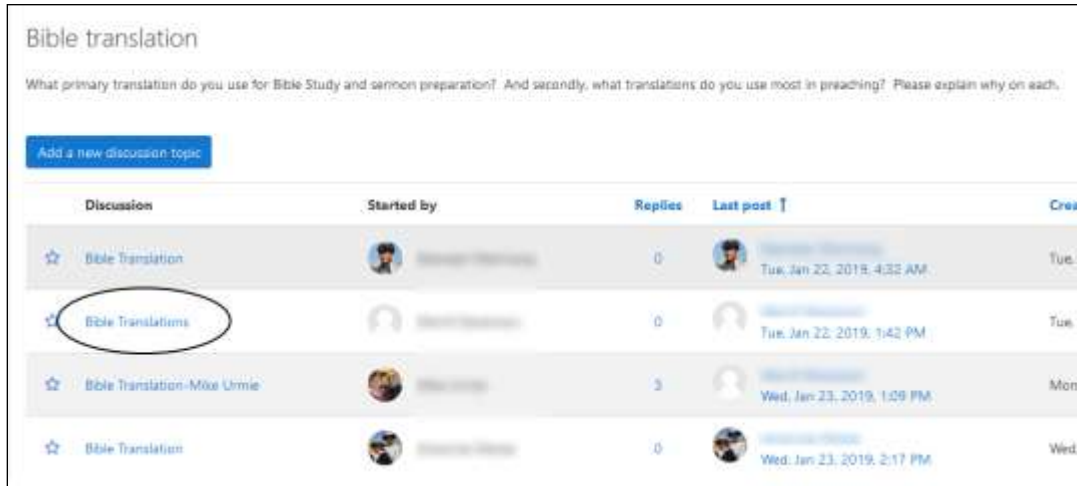 Bible translation
What primary translation do you use for Bible Study and sermon preparation? And secondly, what translations do you use most in preaching? Please explain why on each.
Add a new discussion topic
Discussion Started by Replies Last post ↑ Crea
Bible Translation 0
Tue, Jan 22, 2019, 4:32 AM Tue,
Bible Translations 0
Tue, Jan 22, 2019, 1:42 PM Tue,
Bible Translation-Mike Urmie 3
Wed, Jan 23, 2019, 1:09 PM Mon
Bible Translation 0
Wed, Jan 23, 2019, 2:17 PM Wed,